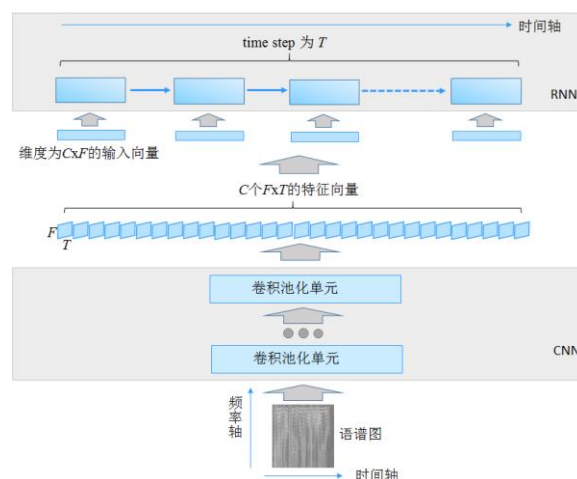 时间轴
time step 为 T
RNN
维度为CxF的输入向量
C个FxT的特征向量
F
T
卷积池化单元
卷积池化单元
CNN
频率轴
语谱图
时间轴